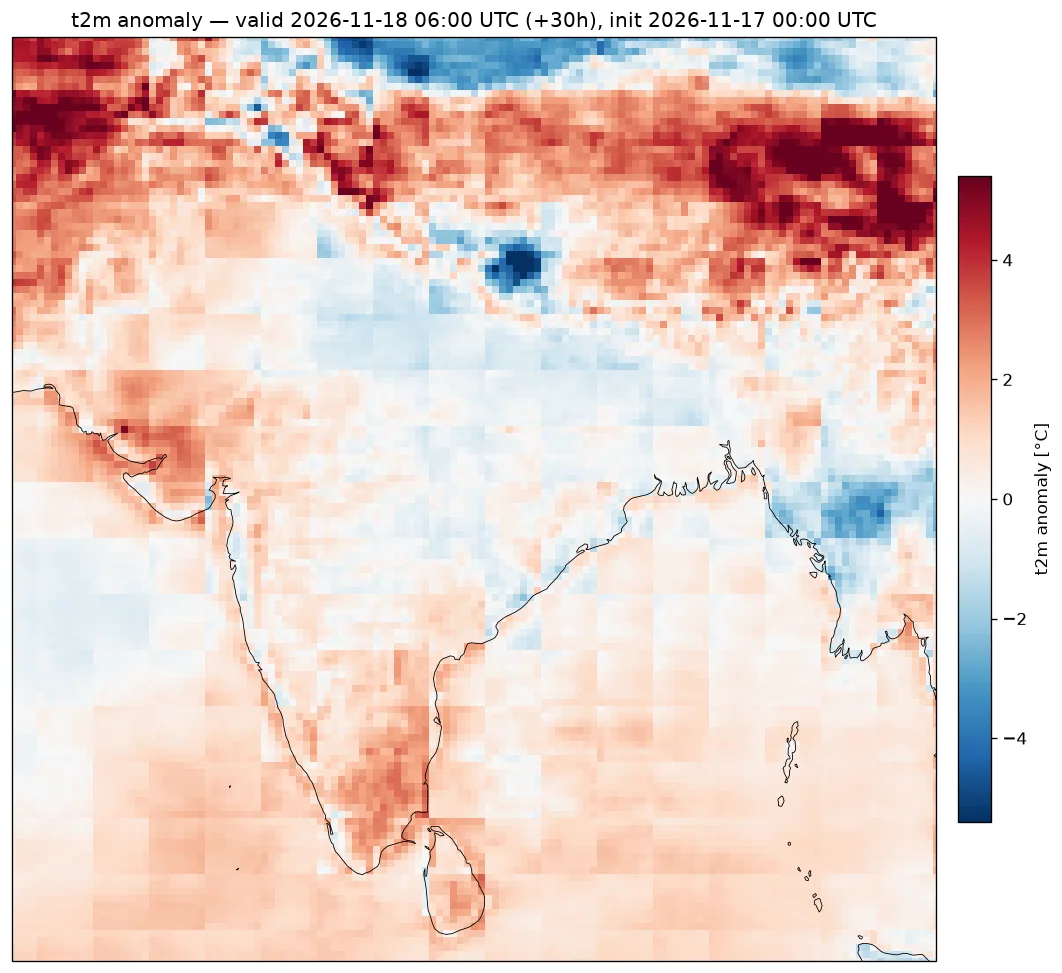 t2m anomaly — valid 2026-11-18 06:00 UTC (+30h), init 2026-11-17 00:00 UTC
4
2
0
−2
−4
t2m anomaly [°C]